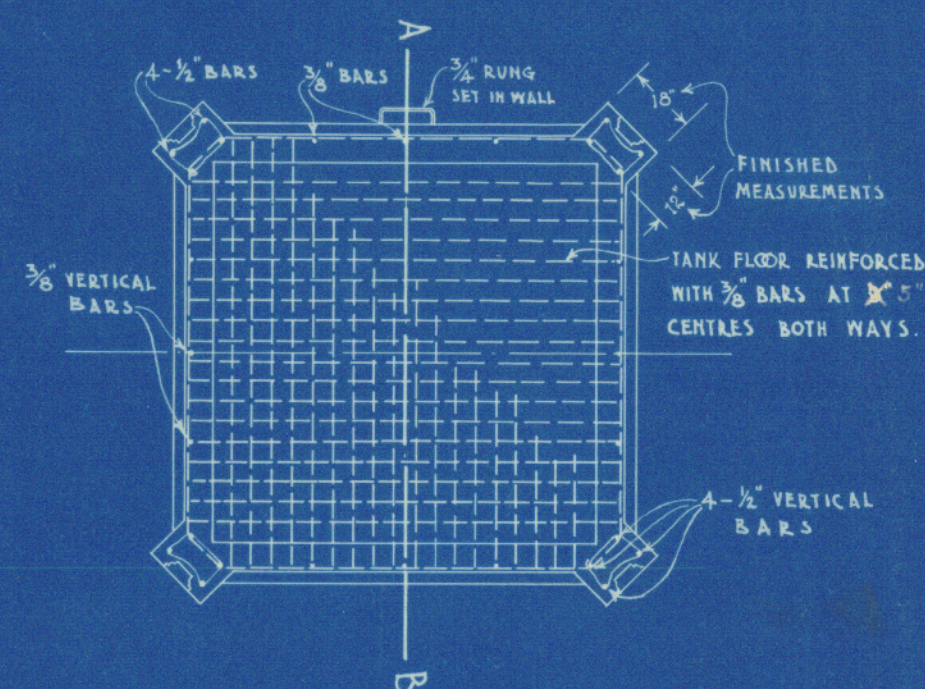 A
4-½" BARS
⅜" BARS
¾" RUNG
SET IN WALL
18"
FINISHED
MEASUREMENTS
12"
TANK FLOOR REINFORCED
WITH ⅜" BARS AT 5"
CENTRES BOTH WAYS.
⅜" VERTICAL
BARS
4-½" VERTICAL
BARS
B